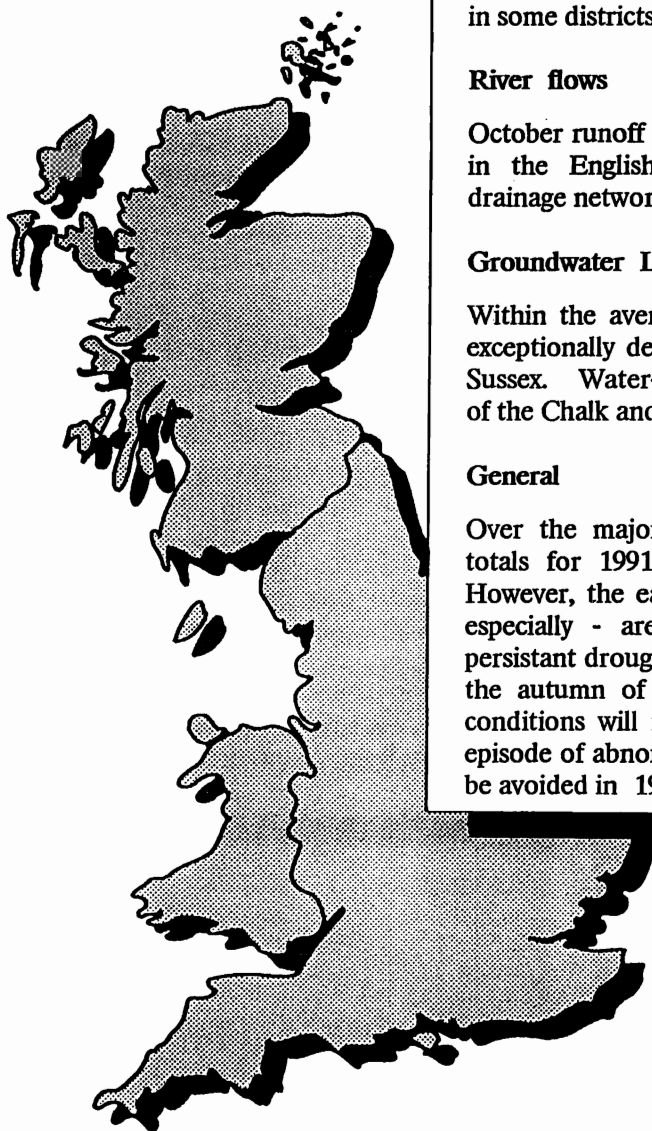 in some districts
River flows
October runoff
in the English
drainage networ
Groundwater L
Within the aver
exceptionally de
Sussex. Water-
of the Chalk and
General
Over the major
totals for 1991
However, the ea
especially - are
persistant droug
the autumn of
conditions will
episode of abnor
be avoided in 19